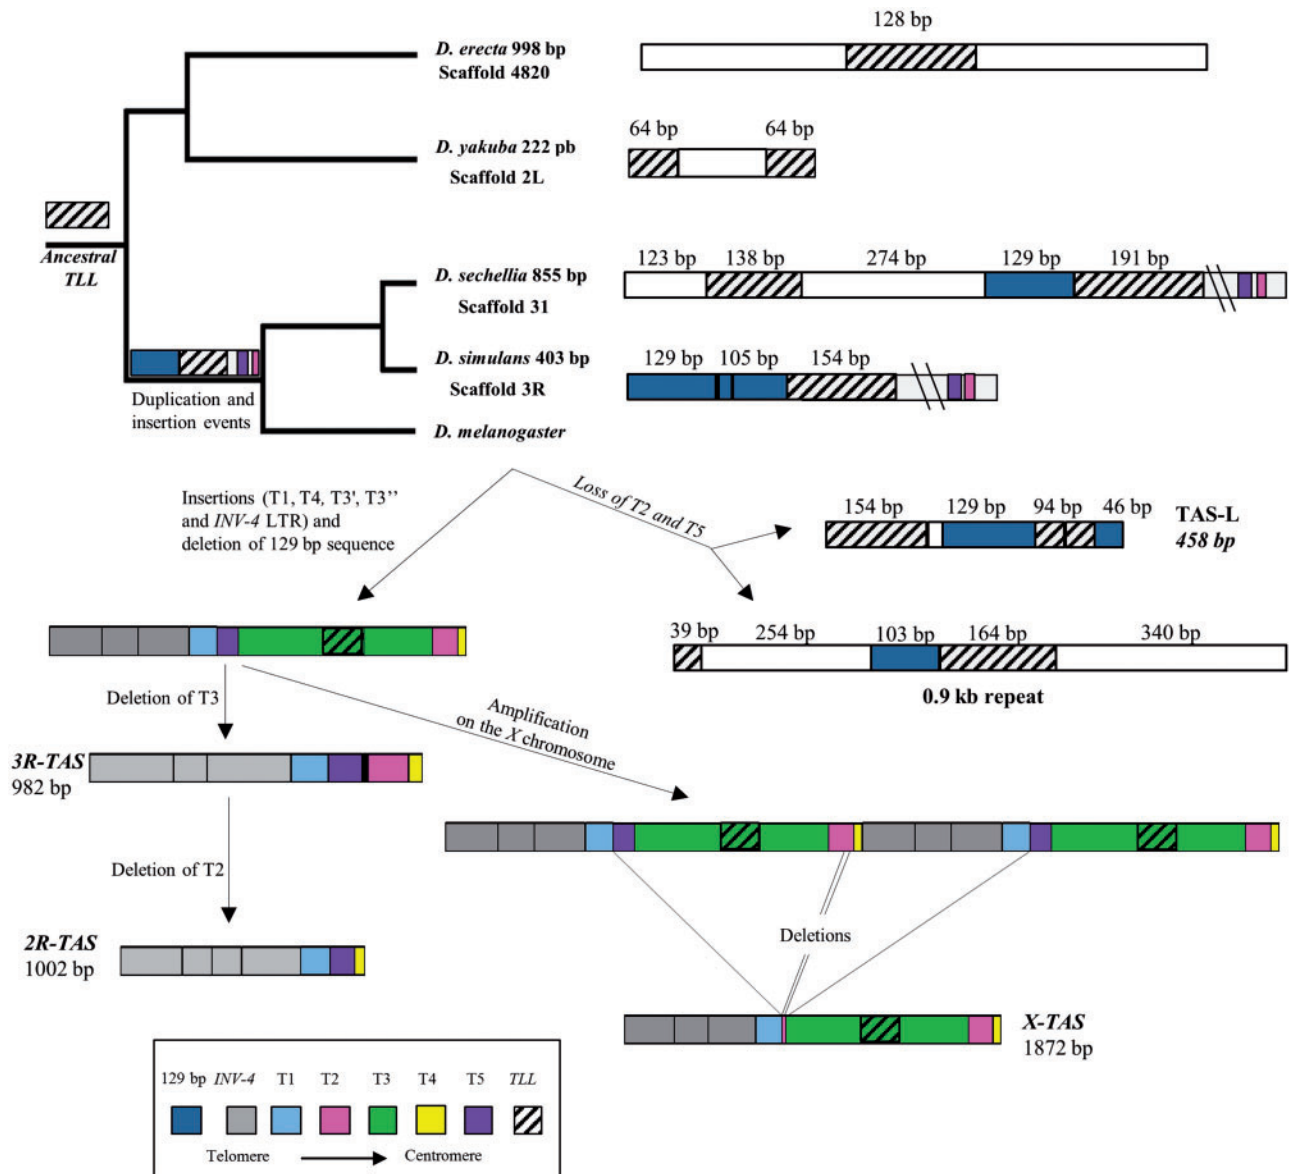 128 bp
D. erecta 998 bp
Scaffold 4820
64 bp 64 bp
D. yakuba 222 pb
Scaffold 2L
Ancestral
TLL
123 bp 138 bp 274 bp 129 bp 191 bp
D. sechellia 855 bp
Scaffold 31
129 bp 105 bp 154 bp
D. simulans 403 bp
Scaffold 3R
Duplication and
insertion events
D. melanogaster
Insertions (T1, T4, T3', T3''
and INV-4 LTR) and
deletion of 129 bp sequence
Loss of T2 and T5
154 bp 129 bp 94 bp 46 bp
TAS-L
458 bp
39 bp 254 bp 103 bp 164 bp 340 bp
0.9 kb repeat
Deletion of T3
Amplification
on the X chromosome
3R-TAS
982 bp
Deletion of T2
2R-TAS
1002 bp
Deletions
X-TAS
1872 bp
129 bp INV-4 T1 T2 T3 T4 T5 TLL
Telomere Centromere